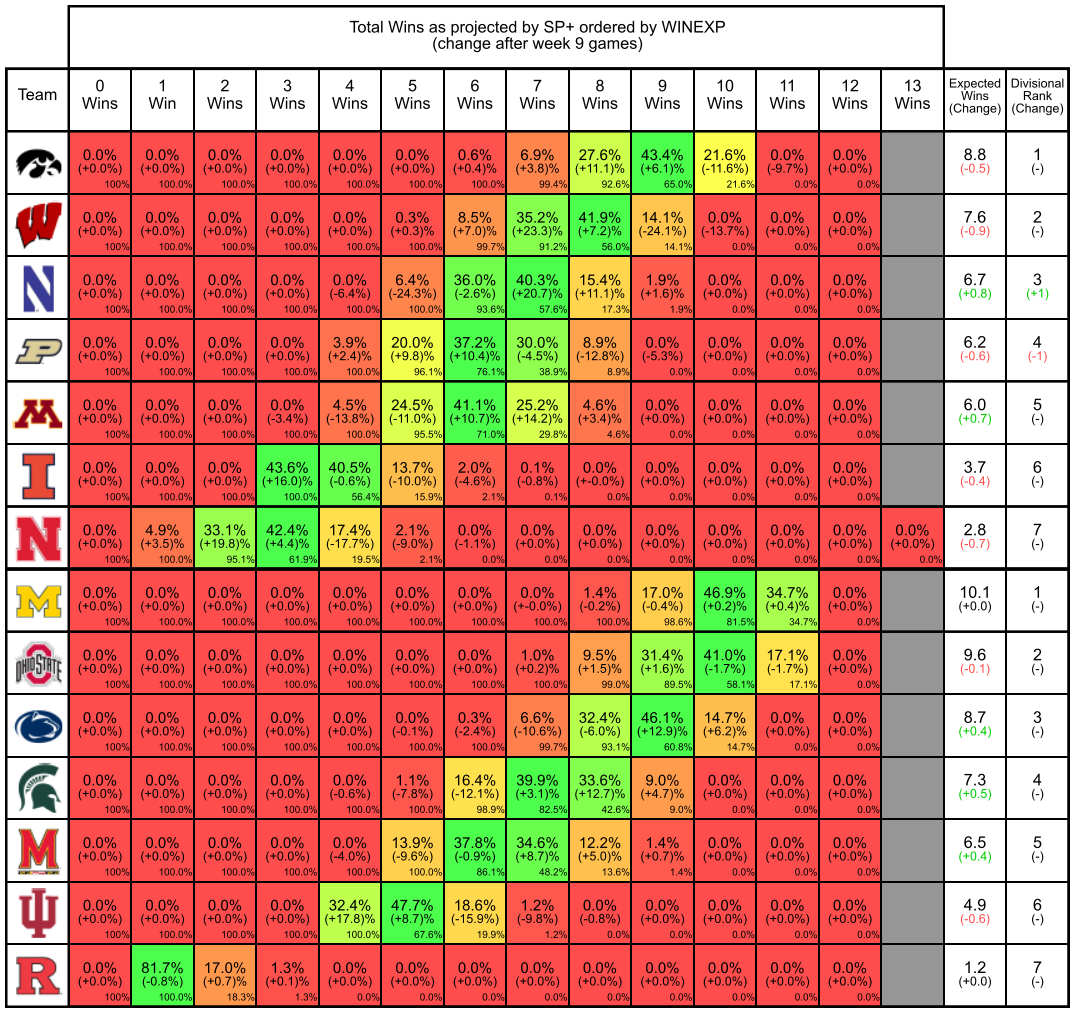 Total Wins as projected by SP+ ordered by WINEXP
(change after week 9 games)
Team 0 Wins 1 Win 2 Wins 3 Wins 4 Wins 5 Wins 6 Wins 7 Wins 8 Wins 9 Wins 10 Wins 11 Wins 12 Wins 13 Wins Expected Wins (Change) Divisional Rank (Change)
0.0% 0.0% 0.0% 0.0% 0.0% 0.0% 0.6% 6.9% 27.6% 43.4% 21.6% 0.0% 0.0% 8.8 1
(+0.0%) (+0.0%) (+0.0%) (+0.0%) (+0.0%) (+0.0%) (+0.4)% (+3.8)% (+11.1)% (+6.1)% (-11.6%) (-9.7%) (+0.0%) (-0.5) (-)
100% 100.0% 100.0% 100.0% 100.0% 100.0% 100.0% 99.4% 92.6% 65.0% 21.6% 0.0% 0.0%
W 0.0% 0.0% 0.0% 0.0% 0.0% 0.3% 8.5% 35.2% 41.9% 14.1% 0.0% 0.0% 0.0% 7.6 2
(+0.0%) (+0.0%) (+0.0%) (+0.0%) (+0.0%) (+0.3)% (+7.0)% (+23.3)% (+7.2)% (-24.1%) (-13.7%) (+0.0%) (+0.0%) (-0.9) (-)
100% 100.0% 100.0% 100.0% 100.0% 100.0% 99.7% 91.2% 56.0% 14.1% 0.0% 0.0% 0.0%
N 0.0% 0.0% 0.0% 0.0% 0.0% 6.4% 36.0% 40.3% 15.4% 1.9% 0.0% 0.0% 0.0% 6.7 3
(+0.0%) (+0.0%) (+0.0%) (+0.0%) (-6.4%) (-24.3%) (-2.6%) (+20.7)% (+11.1)% (+1.6)% (+0.0%) (+0.0%) (+0.0%) (+0.8) (+1)
100% 100.0% 100.0% 100.0% 100.0% 100.0% 93.6% 57.6% 17.3% 1.9% 0.0% 0.0% 0.0%
P 0.0% 0.0% 0.0% 0.0% 3.9% 20.0% 37.2% 30.0% 8.9% 0.0% 0.0% 0.0% 0.0% 6.2 4
(+0.0%) (+0.0%) (+0.0%) (+0.0%) (+2.4)% (+9.8)% (+10.4)% (-4.5%) (-12.8%) (-5.3%) (+0.0%) (+0.0%) (+0.0%) (-0.6) (-1)
100% 100.0% 100.0% 100.0% 100.0% 96.1% 76.1% 38.9% 8.9% 0.0% 0.0% 0.0% 0.0%
M 0.0% 0.0% 0.0% 0.0% 4.5% 24.5% 41.1% 25.2% 4.6% 0.0% 0.0% 0.0% 0.0% 6.0 5
(+0.0%) (+0.0%) (+0.0%) (-3.4%) (-13.8%) (-11.0%) (+10.7)% (+14.2)% (+3.4)% (+0.0%) (+0.0%) (+0.0%) (+0.0%) (+0.7) (-)
100% 100.0% 100.0% 100.0% 100.0% 95.5% 71.0% 29.8% 4.6% 0.0% 0.0% 0.0% 0.0%
I 0.0% 0.0% 0.0% 43.6% 40.5% 13.7% 2.0% 0.1% 0.0% 0.0% 0.0% 0.0% 0.0% 3.7 6
(+0.0%) (+0.0%) (+0.0%) (+16.0)% (-0.6%) (-10.0%) (-4.6%) (-0.8%) (+-0.0%) (+0.0%) (+0.0%) (+0.0%) (+0.0%) (-0.4) (-)
100% 100.0% 100.0% 100.0% 56.4% 15.9% 2.1% 0.1% 0.0% 0.0% 0.0% 0.0% 0.0%
N 0.0% 4.9% 33.1% 42.4% 17.4% 2.1% 0.0% 0.0% 0.0% 0.0% 0.0% 0.0% 0.0% 0.0% 2.8 7
(+0.0%) (+3.5)% (+19.8)% (+4.4)% (-17.7%) (-9.0%) (-1.1%) (+0.0%) (+0.0%) (+0.0%) (+0.0%) (+0.0%) (+0.0%) (+0.0%) (-0.7) (-)
100% 100.0% 95.1% 61.9% 19.5% 2.1% 0.0% 0.0% 0.0% 0.0% 0.0% 0.0% 0.0% 0.0%
M 0.0% 0.0% 0.0% 0.0% 0.0% 0.0% 0.0% 0.0% 1.4% 17.0% 46.9% 34.7% 0.0% 10.1 1
(+0.0%) (+0.0%) (+0.0%) (+0.0%) (+0.0%) (+0.0%) (+0.0%) (+-0.0%) (-0.2%) (-0.4%) (+0.2)% (+0.4)% (+0.0%) (+0.0) (-)
100% 100.0% 100.0% 100.0% 100.0% 100.0% 100.0% 100.0% 100.0% 98.6% 81.5% 34.7% 0.0%
OHIO STATE 0.0% 0.0% 0.0% 0.0% 0.0% 0.0% 0.0% 1.0% 9.5% 31.4% 41.0% 17.1% 0.0% 9.6 2
(+0.0%) (+0.0%) (+0.0%) (+0.0%) (+0.0%) (+0.0%) (+0.0%) (+0.2)% (+1.5)% (+1.6)% (-1.7%) (-1.7%) (+0.0%) (-0.1) (-)
100% 100.0% 100.0% 100.0% 100.0% 100.0% 100.0% 100.0% 99.0% 89.5% 58.1% 17.1% 0.0%
0.0% 0.0% 0.0% 0.0% 0.0% 0.0% 0.3% 6.6% 32.4% 46.1% 14.7% 0.0% 0.0% 8.7 3
(+0.0%) (+0.0%) (+0.0%) (+0.0%) (+0.0%) (-0.1%) (-2.4%) (-10.6%) (-6.0%) (+12.9)% (+6.2)% (+0.0%) (+0.0%) (+0.4) (-)
100% 100.0% 100.0% 100.0% 100.0% 100.0% 100.0% 99.7% 93.1% 60.8% 14.7% 0.0% 0.0%
0.0% 0.0% 0.0% 0.0% 0.0% 1.1% 16.4% 39.9% 33.6% 9.0% 0.0% 0.0% 0.0% 7.3 4
(+0.0%) (+0.0%) (+0.0%) (+0.0%) (-0.6%) (-7.8%) (-12.1%) (+3.1)% (+12.7)% (+4.7)% (+0.0%) (+0.0%) (+0.0%) (+0.5) (-)
100% 100.0% 100.0% 100.0% 100.0% 100.0% 98.9% 82.5% 42.6% 9.0% 0.0% 0.0% 0.0%
M 0.0% 0.0% 0.0% 0.0% 0.0% 13.9% 37.8% 34.6% 12.2% 1.4% 0.0% 0.0% 0.0% 6.5 5
(+0.0%) (+0.0%) (+0.0%) (+0.0%) (-4.0%) (-9.6%) (-0.9%) (+8.7)% (+5.0)% (+0.7)% (+0.0%) (+0.0%) (+0.0%) (+0.4) (-)
100% 100.0% 100.0% 100.0% 100.0% 100.0% 86.1% 48.2% 13.6% 1.4% 0.0% 0.0% 0.0%
0.0% 0.0% 0.0% 0.0% 32.4% 47.7% 18.6% 1.2% 0.0% 0.0% 0.0% 0.0% 0.0% 4.9 6
(+0.0%) (+0.0%) (+0.0%) (+0.0%) (+17.8)% (+8.7)% (-15.9%) (-9.8%) (-0.8%) (+0.0%) (+0.0%) (+0.0%) (+0.0%) (-0.6) (-)
100% 100.0% 100.0% 100.0% 100.0% 67.6% 19.9% 1.2% 0.0% 0.0% 0.0% 0.0% 0.0%
R 0.0% 81.7% 17.0% 1.3% 0.0% 0.0% 0.0% 0.0% 0.0% 0.0% 0.0% 0.0% 0.0% 1.2 7
(+0.0%) (-0.8%) (+0.7)% (+0.1)% (+0.0%) (+0.0%) (+0.0%) (+0.0%) (+0.0%) (+0.0%) (+0.0%) (+0.0%) (+0.0%) (+0.0) (-)
100% 100.0% 18.3% 1.3% 0.0% 0.0% 0.0% 0.0% 0.0% 0.0% 0.0% 0.0% 0.0%